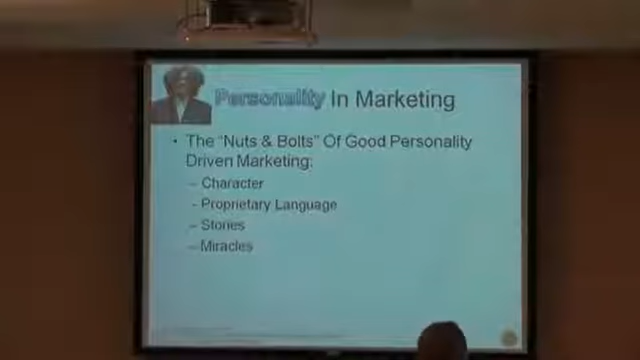 Personality In Marketing
• The "Nuts & Bolts" Of Good Personality
Driven Marketing:
– Character
- Proprietary Language
– Stories
– Miracles